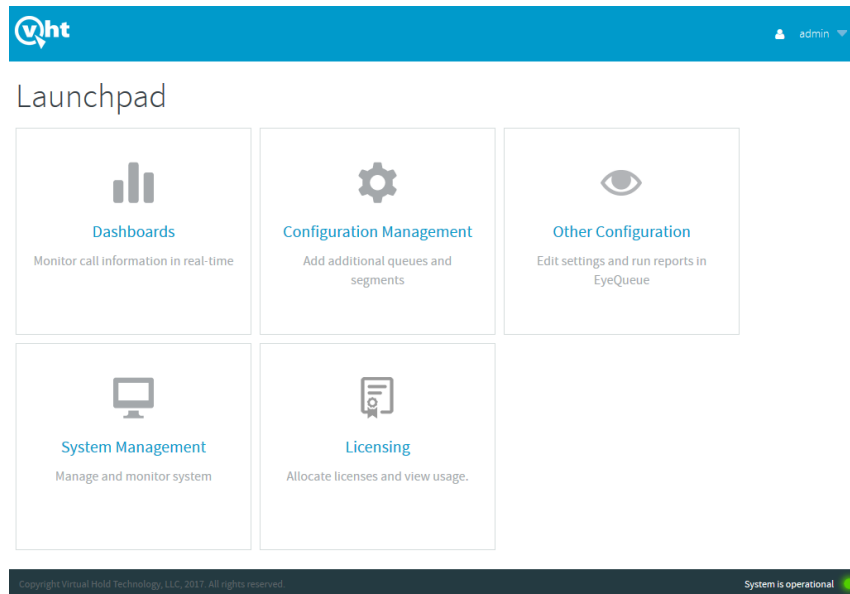 vht
admin
Launchpad
Dashboards
Monitor call information in real-time
Configuration Management
Add additional queues and
segments
Other Configuration
Edit settings and run reports in
EyeQueue
System Management
Manage and monitor system
Licensing
Allocate licenses and view usage.
Copyright Virtual Hold Technology, LLC, 2017. All rights reserved.
System is operational